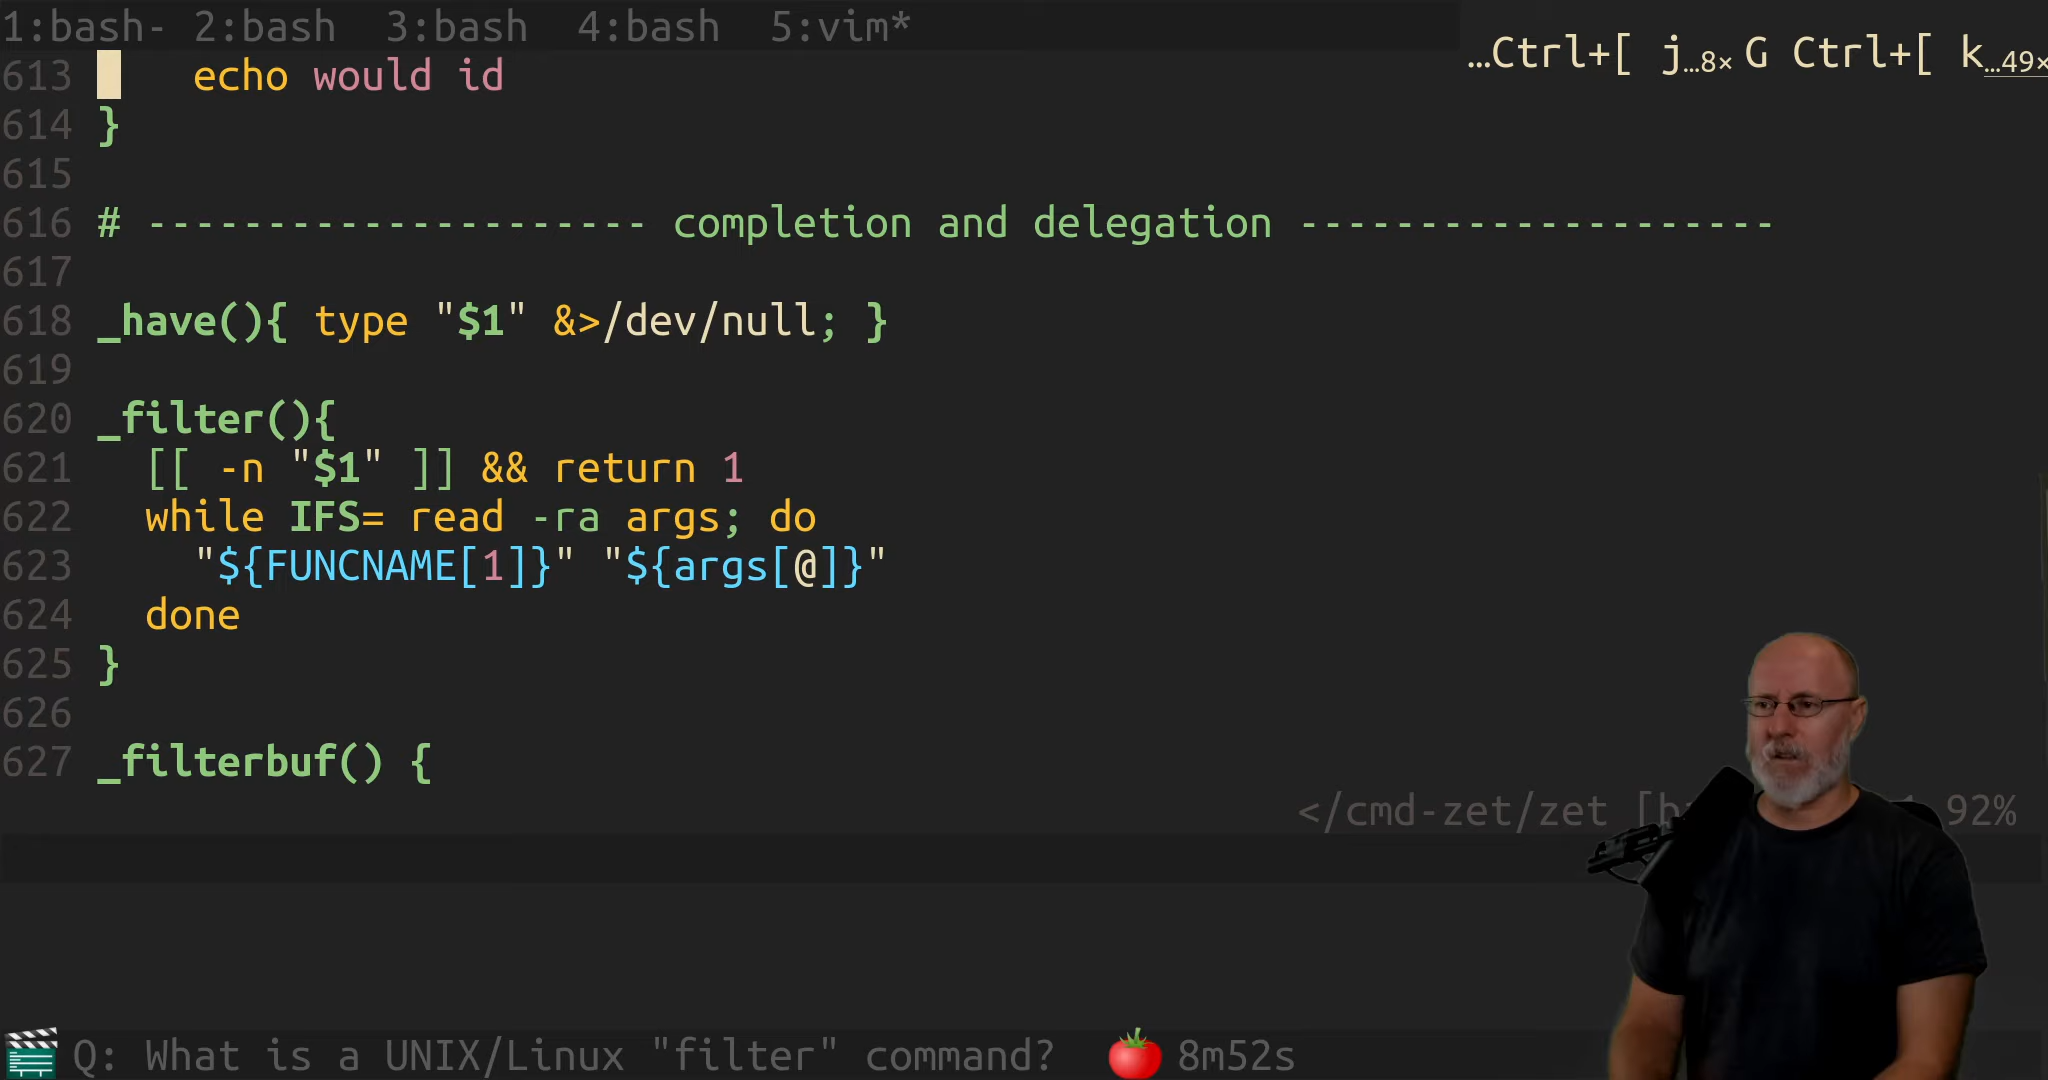 1:bash- 2:bash  3:bash  4:bash  5:vim*
…Ctrl+[ j…8× G Ctrl+[ k…49×
613     echo would id
614 }
615
616 # --------------------- completion and delegation --------------------
617
618 _have(){ type "$1" &>/dev/null; }
619
620 _filter(){
621   [[ -n "$1" ]] && return 1
622   while IFS= read -ra args; do
623     "${FUNCNAME[1]}" "${args[@]}"
624   done
625 }
626
627 _filterbuf() {
</cmd-zet/zet 92%
Q: What is a UNIX/Linux "filter" command? 🍅 8m52s